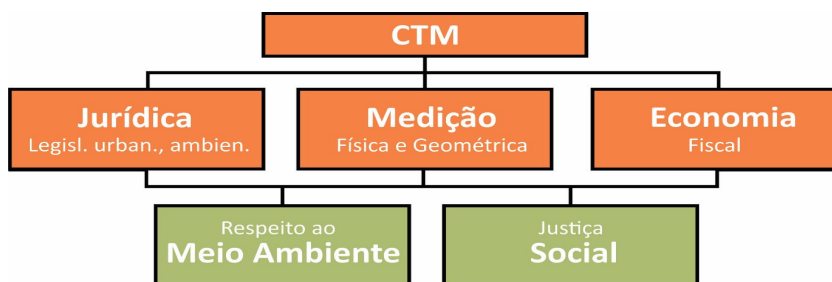 CTM
Jurídica
Legisl. urban., ambien.
Medição
Física e Geométrica
Economia
Fiscal
Respeito ao
Meio Ambiente
Justiça
Social